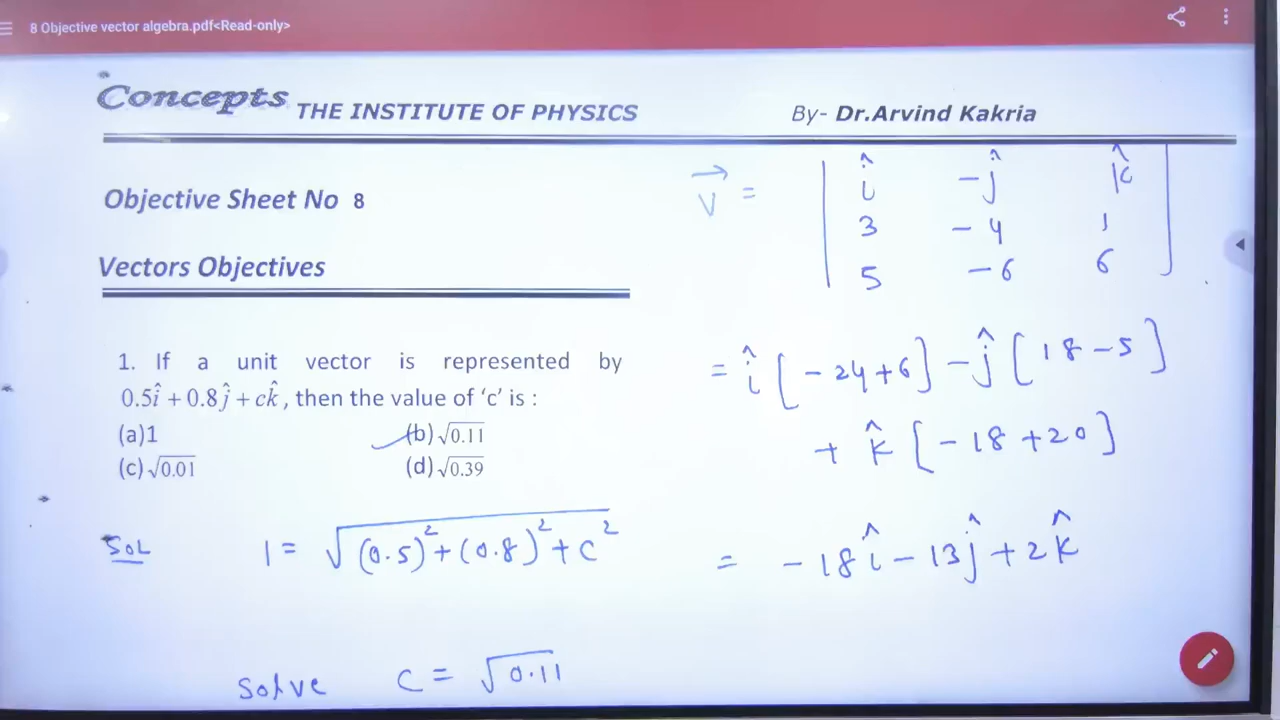 8 Objective vector algebra.pdf<Read-only>
Concepts THE INSTITUTE OF PHYSICS
By- Dr.Arvind Kakria
Objective Sheet No 8
Vectors Objectives
1. If a unit vector is represented by
0.5î + 0.8ĵ + ck̂, then the value of 'c' is :
(a)1 (b)√0.11
(c)√0.01 (d)√0.39
SOL 1 = √(0.5)² + (0.8)² + c²
Solve c = √0.11
V⃗ = | î -ĵ k̂ |
3 -4 1
5 -6 6
= î [-24+6] - ĵ [18-5]
+ k̂ [-18+20]
= -18î - 13ĵ + 2k̂